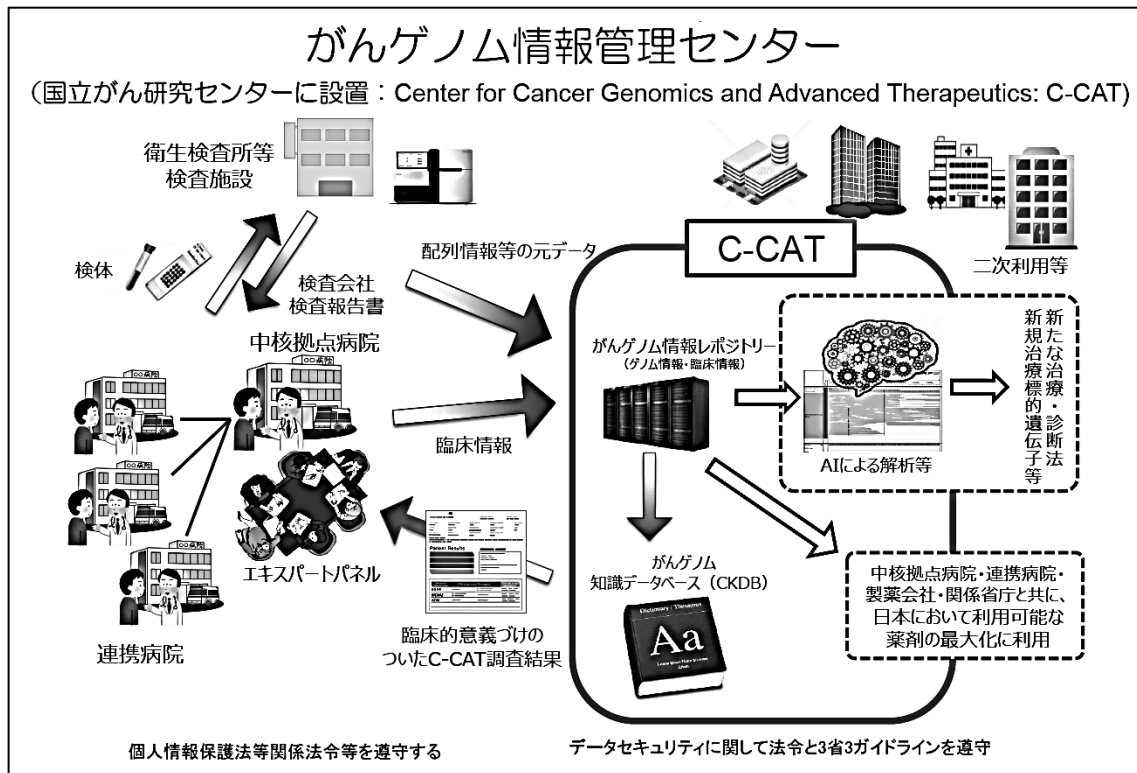 がんゲノム情報管理センター
(国立がん研究センターに設置：Center for Cancer Genomics and Advanced Therapeutics: C-CAT)
衛生検査所等
検査施設
検体
検査会社
検査報告書
配列情報等の元データ
C-CAT
二次利用等
中核拠点病院
○○病院
○○病院
○○病院
○○病院
臨床情報
がんゲノム情報レポジトリー
(ゲノム情報・臨床情報)
AIによる解析等
新たな治療・診断法
新規治療標的遺伝子等
エキスパートパネル
連携病院
Patient Results
臨床的意義づけの
ついたC-CAT調査結果
がんゲノム
知識データベース（CKDB）
Dictionary / Thesaurus
Aa
中核拠点病院・連携病院・
製薬会社・関係省庁と共に、
日本において利用可能な
薬剤の最大化に利用
個人情報保護法等関係法令等を遵守する
データセキュリティに関して法令と3省3ガイドラインを遵守